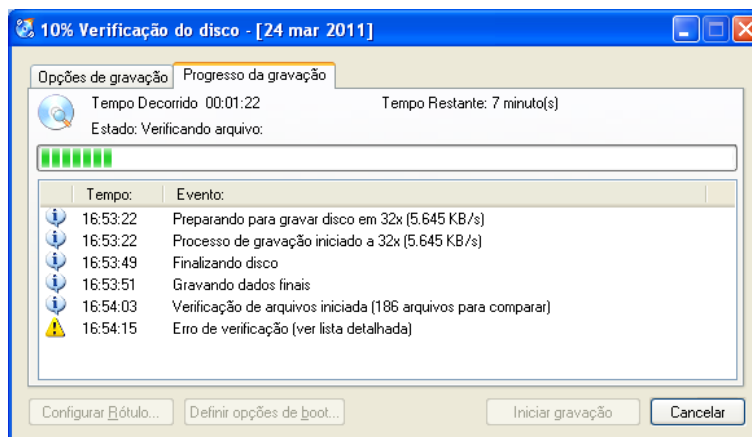 10% Verificação do disco - [24 mar 2011]
Opções de gravação Progresso da gravação
Tempo Decorrido 00:01:22 Tempo Restante: 7 minuto(s)
Estado: Verificando arquivo:
Tempo: Evento:
16:53:22 Preparando para gravar disco em 32x (5.645 KB/s)
16:53:22 Processo de gravação iniciado a 32x (5.645 KB/s)
16:53:49 Finalizando disco
16:53:51 Gravando dados finais
16:54:03 Verificação de arquivos iniciada (186 arquivos para comparar)
16:54:15 Erro de verificação (ver lista detalhada)
Configurar Rótulo... Definir opções de boot... Iniciar gravação Cancelar